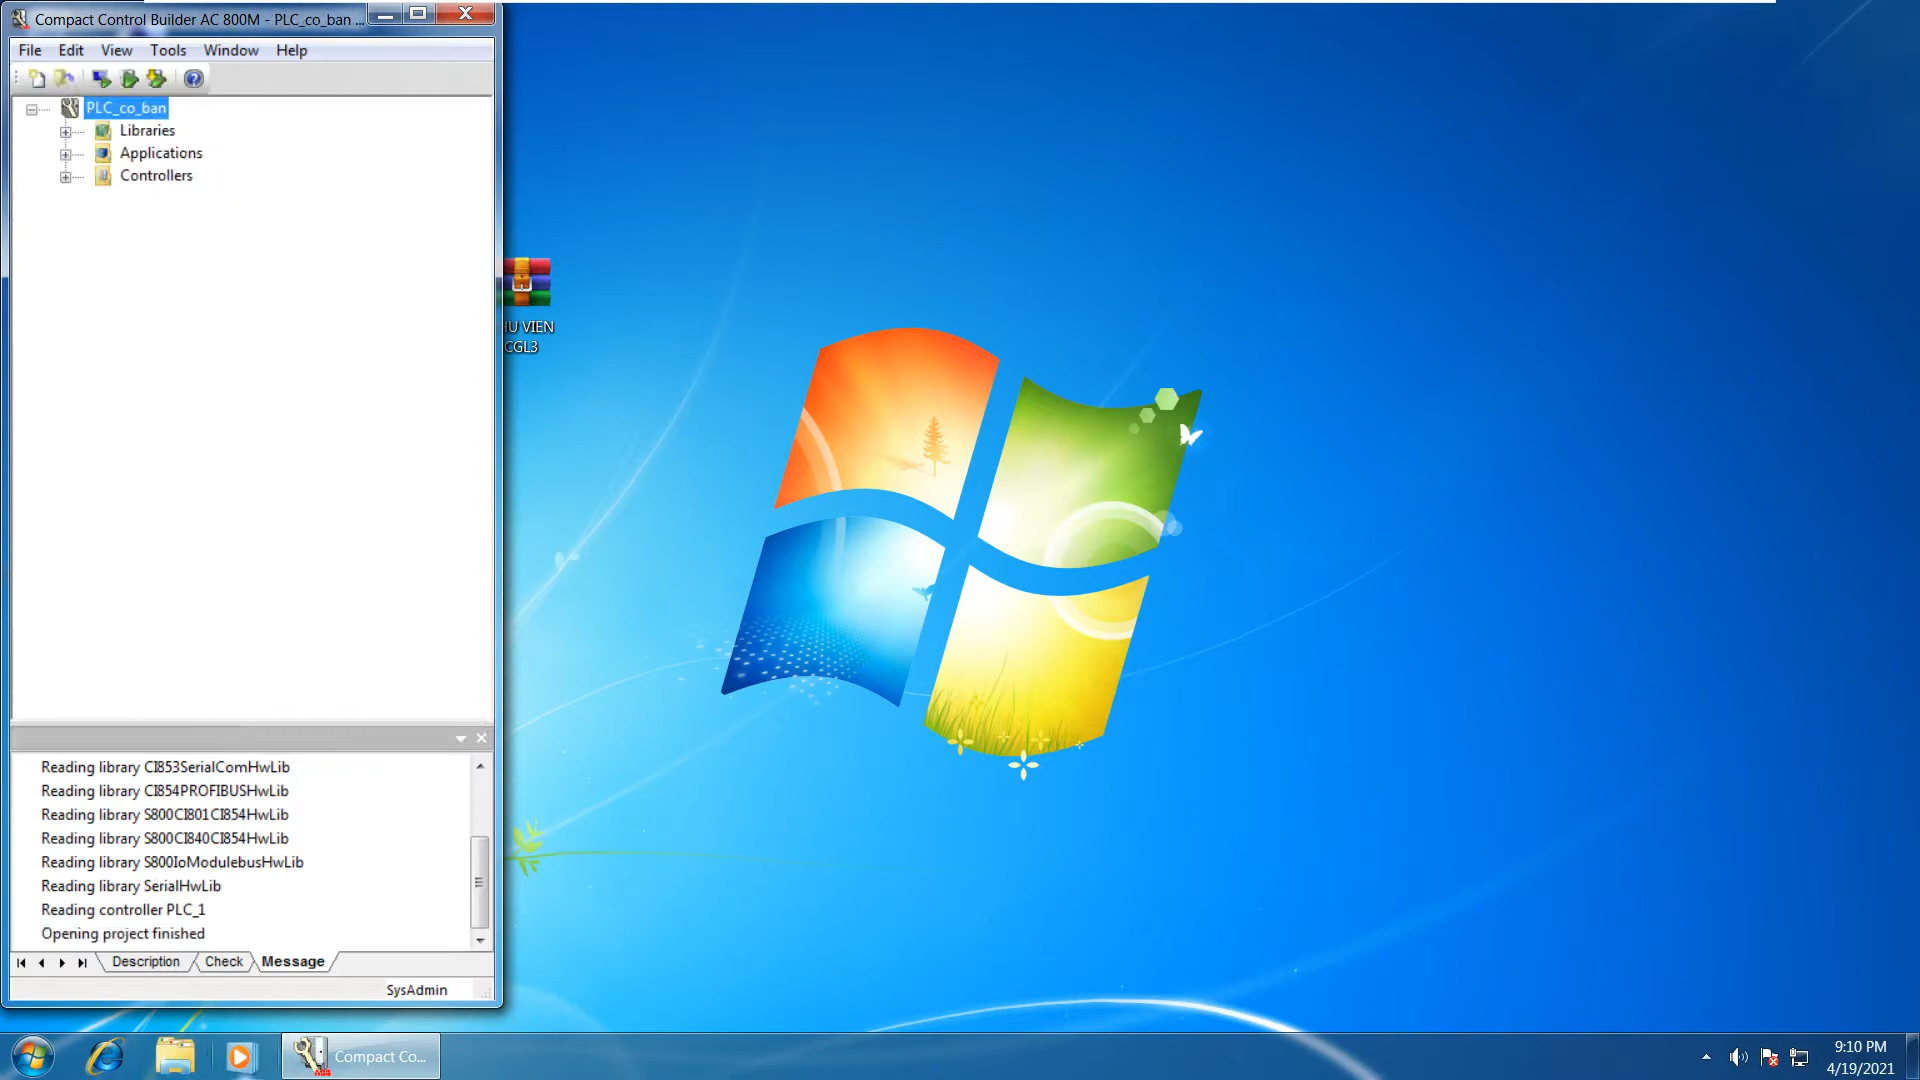 Compact Control Builder AC 800M - PLC_co_ban ...
File Edit View Tools Window Help
PLC_co_ban
Libraries
Applications
Controllers
HU VIEN
CGL3
Reading library CI853SerialComHwLib
Reading library CI854PROFIBUSHwLib
Reading library S800CI801CI854HwLib
Reading library S800CI840CI854HwLib
Reading library S800IoModulebusHwLib
Reading library SerialHwLib
Reading controller PLC_1
Opening project finished
Description Check Message
SysAdmin
Compact Co...
9:10 PM
4/19/2021